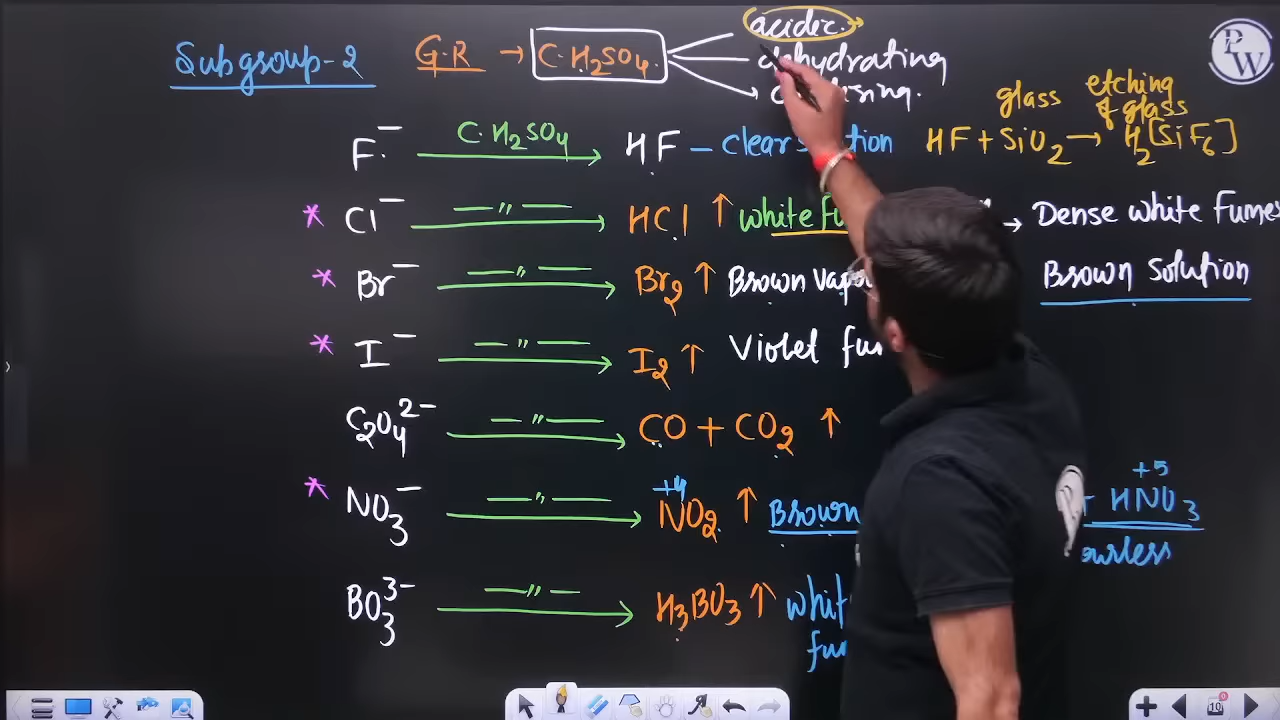 Subgroup-2 G.R → C.H₂SO₄ acidic.
dehydrating
glass etching of glass
F⁻ C.H₂SO₄ → HF – clear HF + SiO₂ → H₂[SiF₆]
* Cl⁻ —"— → HCl ↑ white → Dense white fumes
* Br⁻ —"— → Br₂ ↑ Brown Brown Solution
* I⁻ —"— → I₂ ↑ Violet
C₂O₄²⁻ —"— → CO + CO₂ ↑
* NO₃⁻ —"— → +4 NO₂ ↑ Brown +5 HNO₃
BO₃³⁻ —"— → H₃BO₃ ↑
PW
10